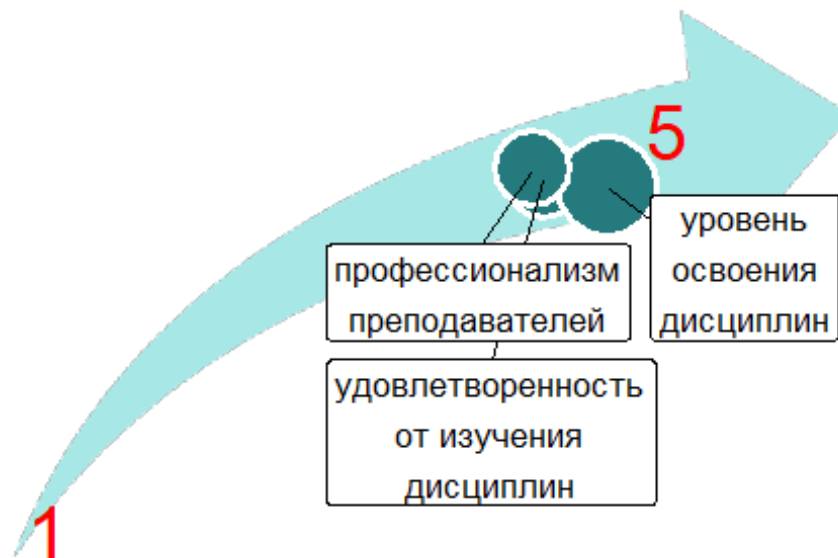 5
уровень
освоения
дисциплин
профессионализм
преподавателей
удовлетворенность
от изучения
дисциплин
1